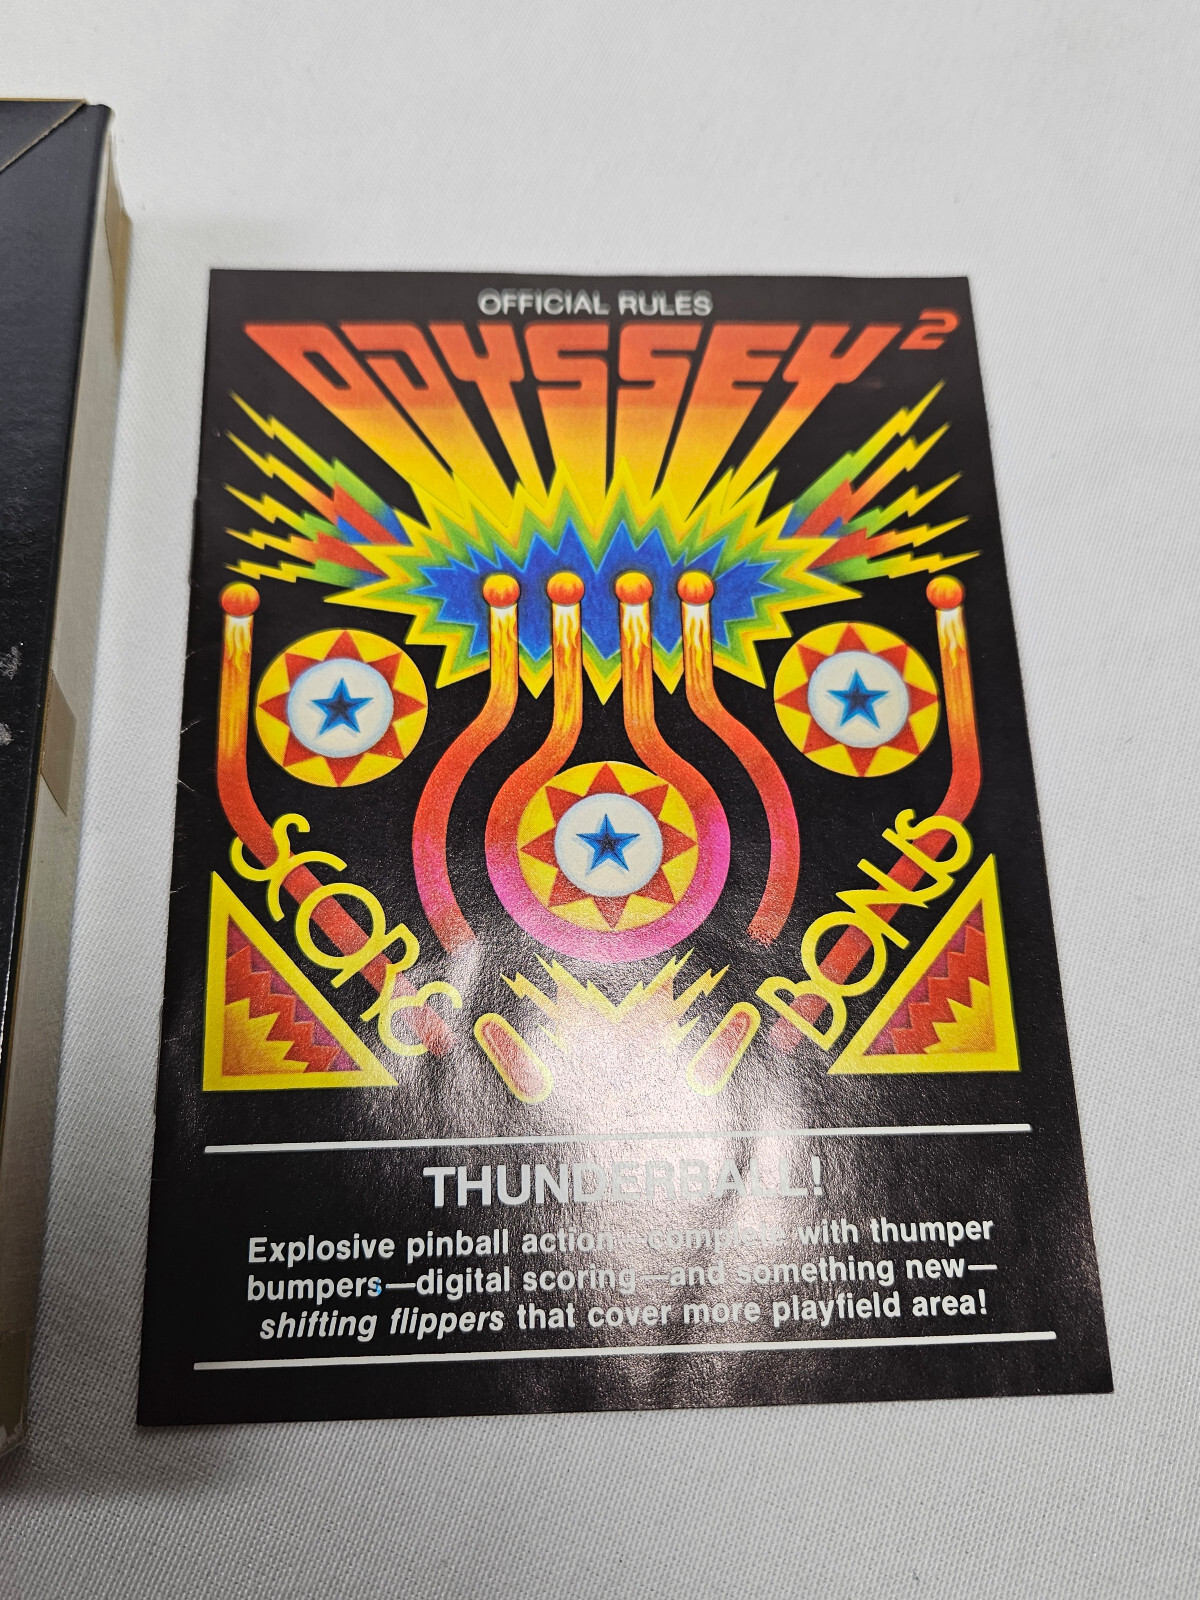 OFFICIAL RULES
ODYSSEY²
SCORE
BONUS
THUNDERBALL!
Explosive pinball action—complete with thumper
bumpers—digital scoring—and something new—
shifting flippers that cover more playfield area!